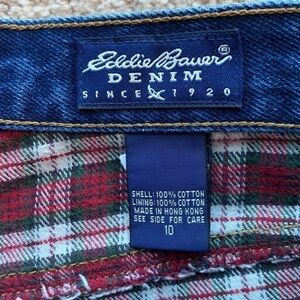 Eddie Bauer®
DENIM
SINCE 1920
SHELL: 100% COTTON
LINING: 100% COTTON
MADE IN HONG KONG
SEE SIDE FOR CARE
10